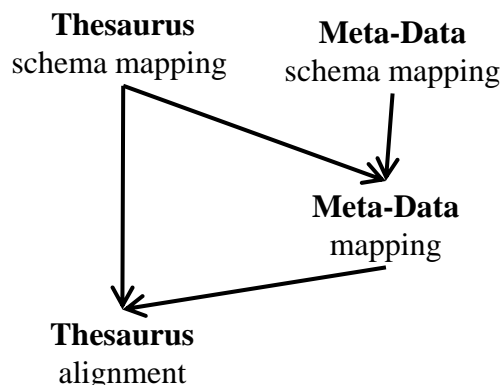 Thesaurus
schema mapping
Meta-Data
schema mapping
Meta-Data
mapping
Thesaurus
alignment